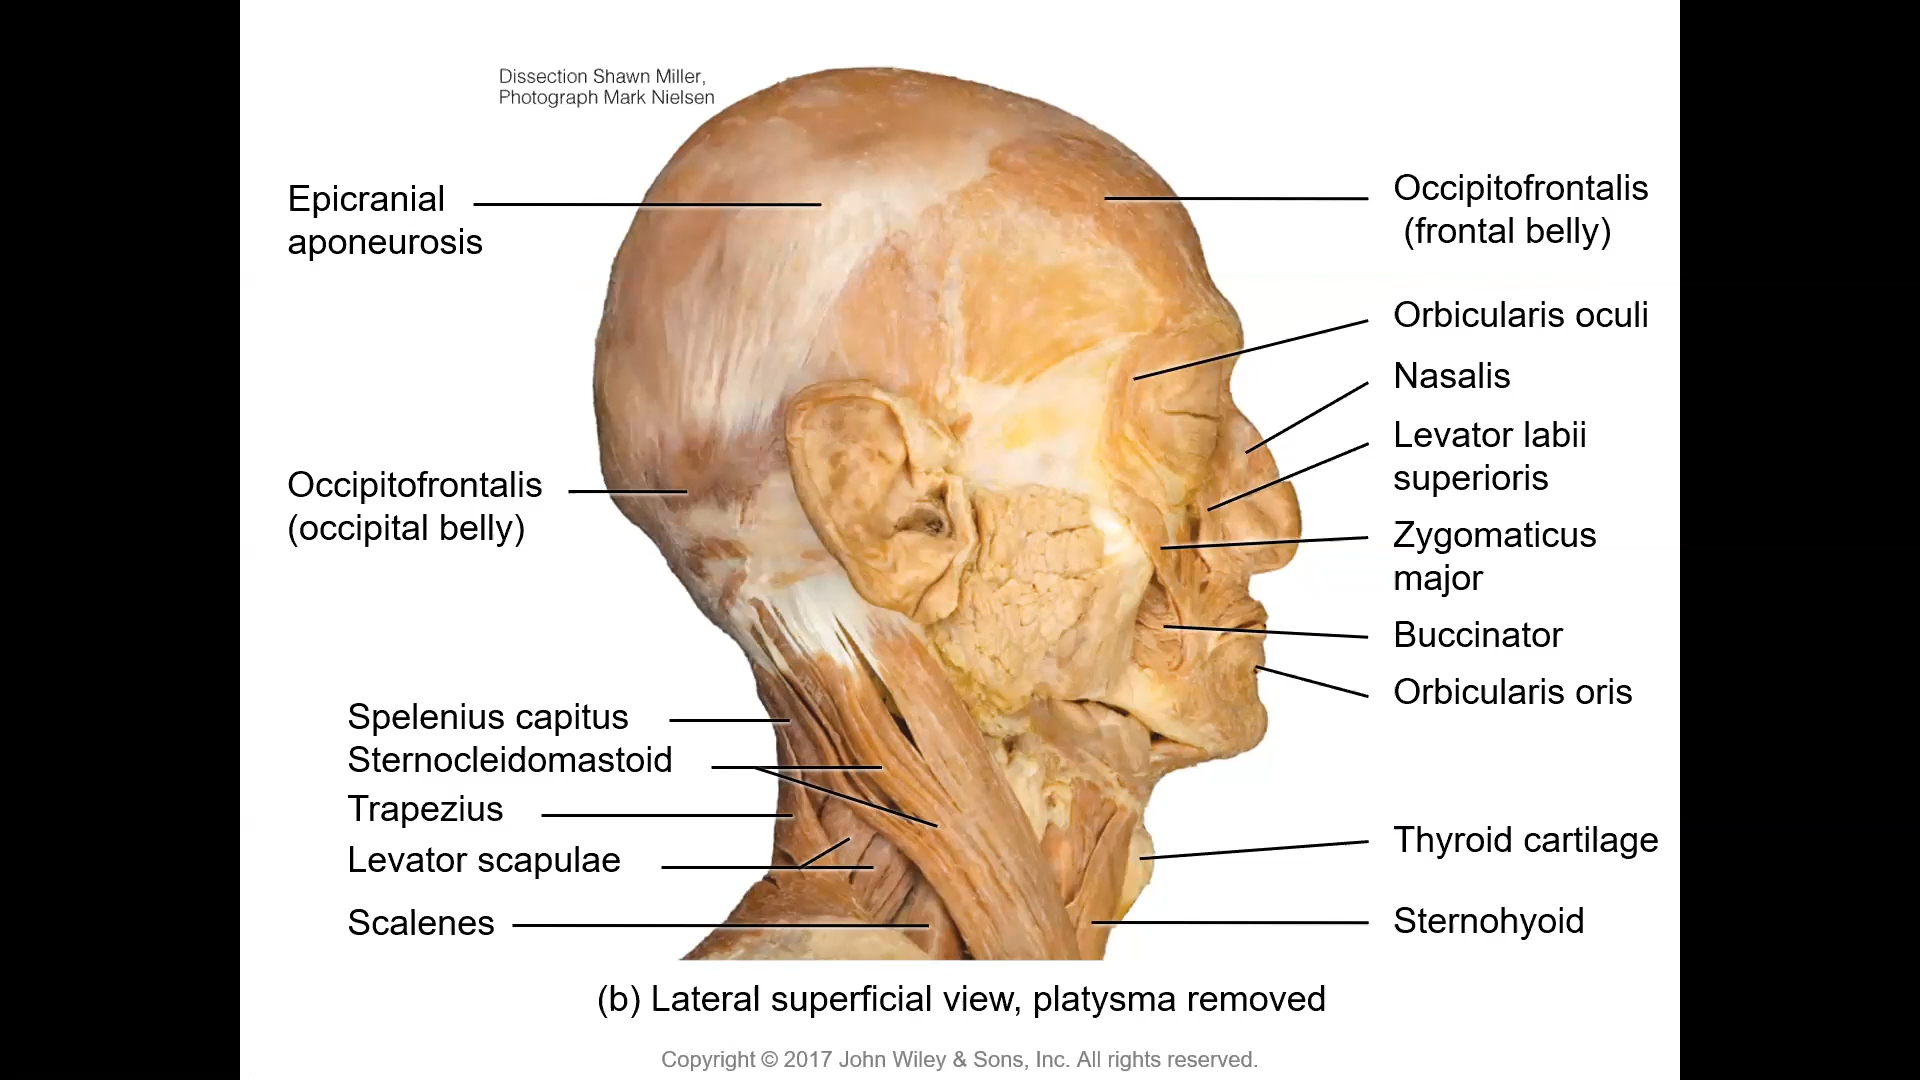 Dissection Shawn Miller,
Photograph Mark Nielsen
Epicranial
aponeurosis
Occipitofrontalis
(occipital belly)
Spelenius capitus
Sternocleidomastoid
Trapezius
Levator scapulae
Scalenes
Occipitofrontalis
(frontal belly)
Orbicularis oculi
Nasalis
Levator labii
superioris
Zygomaticus
major
Buccinator
Orbicularis oris
Thyroid cartilage
Sternohyoid
(b) Lateral superficial view, platysma removed
Copyright © 2017 John Wiley & Sons, Inc. All rights reserved.